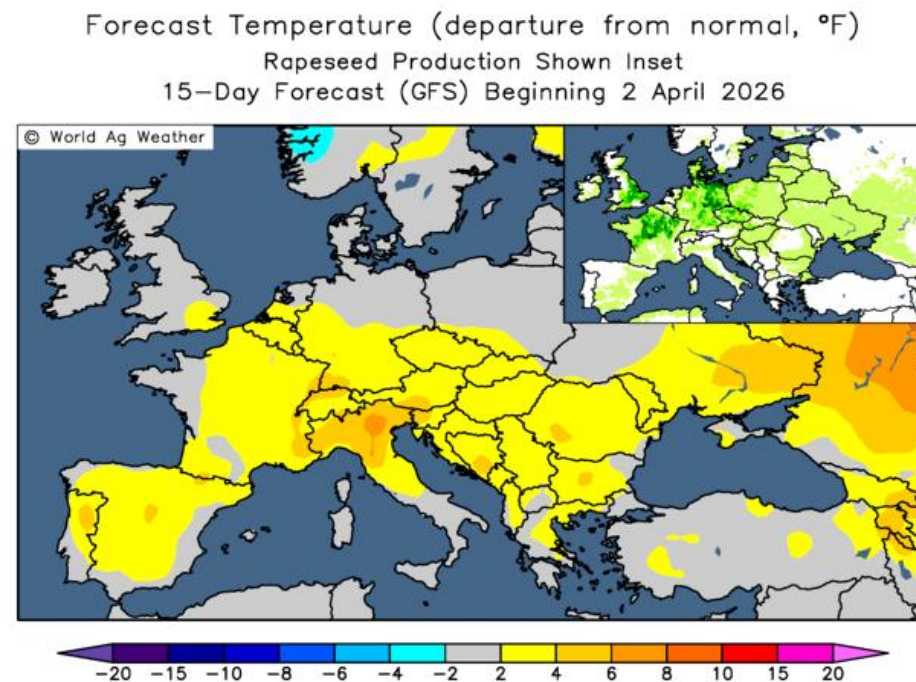 Forecast Temperature (departure from normal, °F)
Rapeseed Production Shown Inset
15-Day Forecast (GFS) Beginning 2 April 2026
© World Ag Weather
-20 -15 -10 -8 -6 -4 -2 2 4 6 8 10 15 20